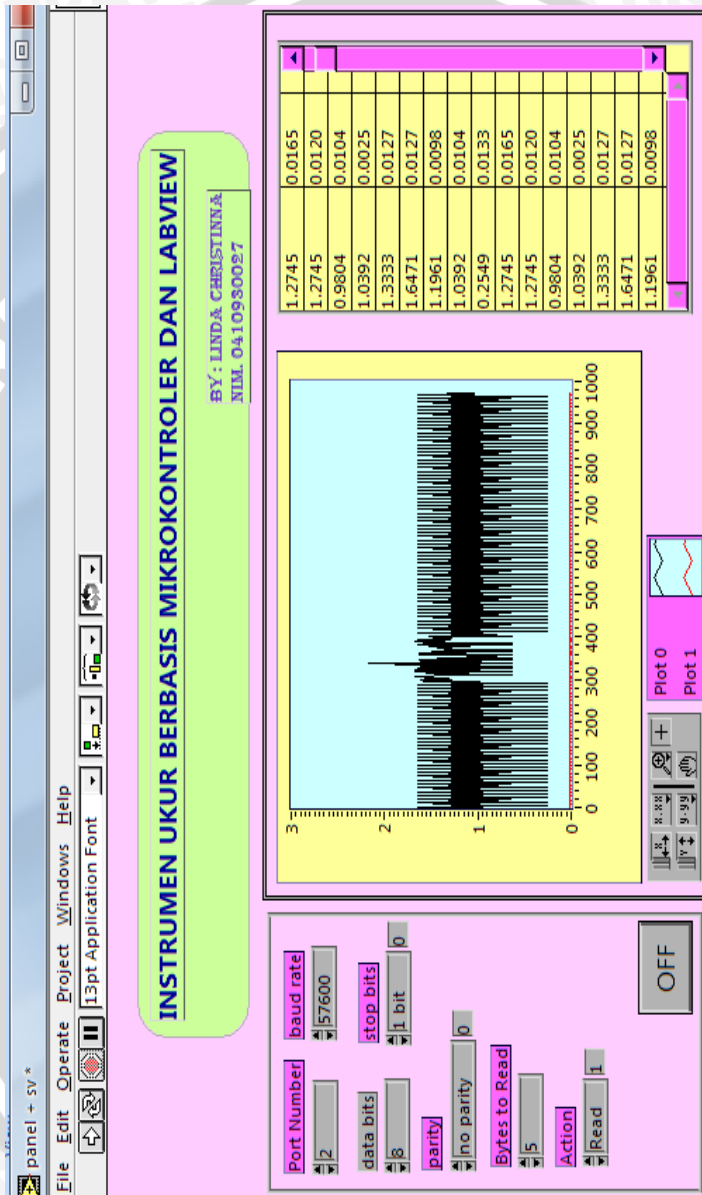 panel + sv *
File Edit Operate Project Windows Help
13pt Application Font
INSTRUMEN UKUR BERBASIS MIKROKONTROLER DAN LABVIEW
BY : LINDA CHRISTINNA
NIM. 0410930027
Port Number
2
baud rate
57600
data bits
8
stop bits
1 bit
0
parity
no parity
0
Bytes to Read
5
Action
Read
1
OFF
3
2
1
0
0 100 200 300 400 500 600 700 800 900 1000
Plot 0
Plot 1
x.xx
y.yy
1.2745 0.0165
1.2745 0.0120
0.9804 0.0104
1.0392 0.0025
1.3333 0.0127
1.6471 0.0127
1.1961 0.0098
1.0392 0.0104
0.2549 0.0133
1.2745 0.0165
1.2745 0.0120
0.9804 0.0104
1.0392 0.0025
1.3333 0.0127
1.6471 0.0127
1.1961 0.0098